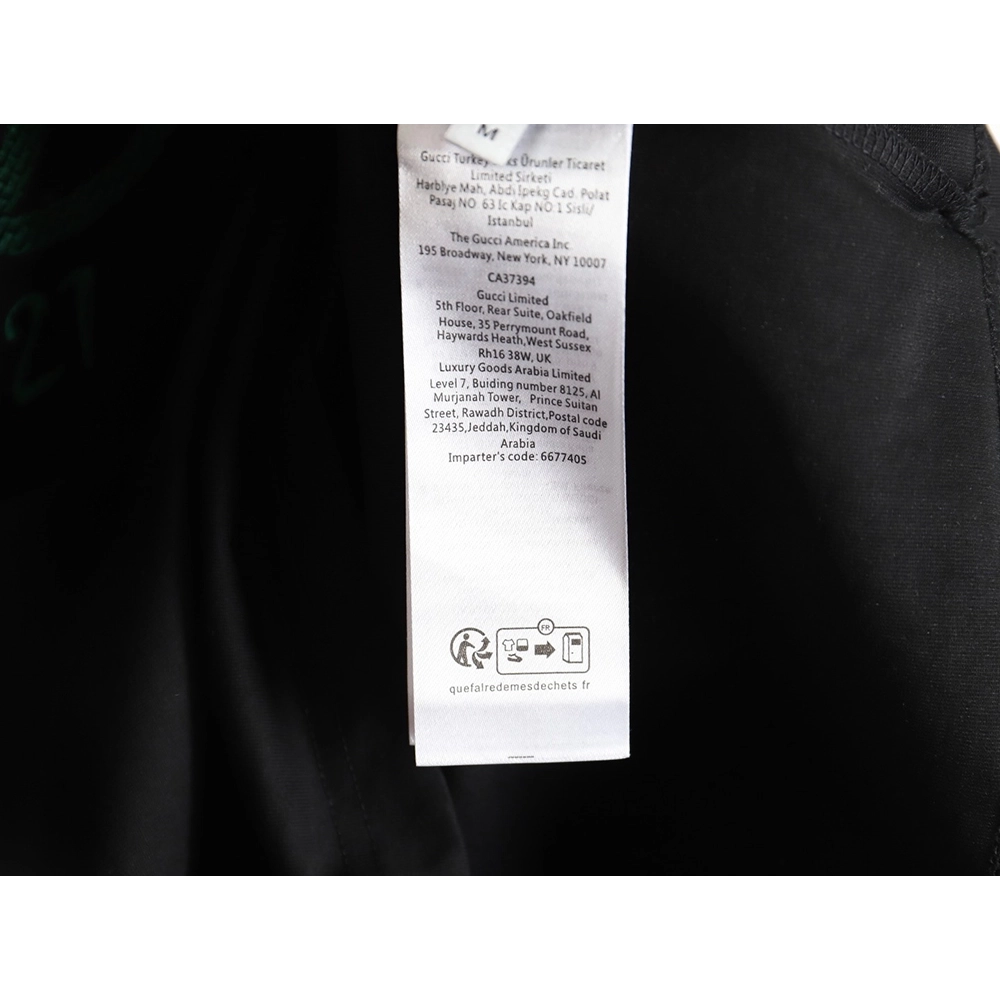 M
Gucci Turkey ks Ürunler Ticaret
Limited Sirketi
Harbiye Mah, Abdi Ipekg Cad. Polat
Pasaj NO 63 Ic Kap NO 1 Sisli/
Istanbul
The Gucci America Inc
195 Broadway, New York, NY 10007
CA37394
Gucci Limited
5th Floor, Rear Suite, Oakfield
House, 35 Perrymount Road,
Haywards Heath,West Sussex
Rh16 38W, UK
Luxury Goods Arabia Limited
Level 7, Buiding number 8125, Al
Murjanah Tower, Prince Suitan
Street, Rawadh District,Postal code
23435,Jeddah,Kingdom of Saudi
Arabia
Imparter's code: 6677405
FR
quefalredemesdechets fr
21